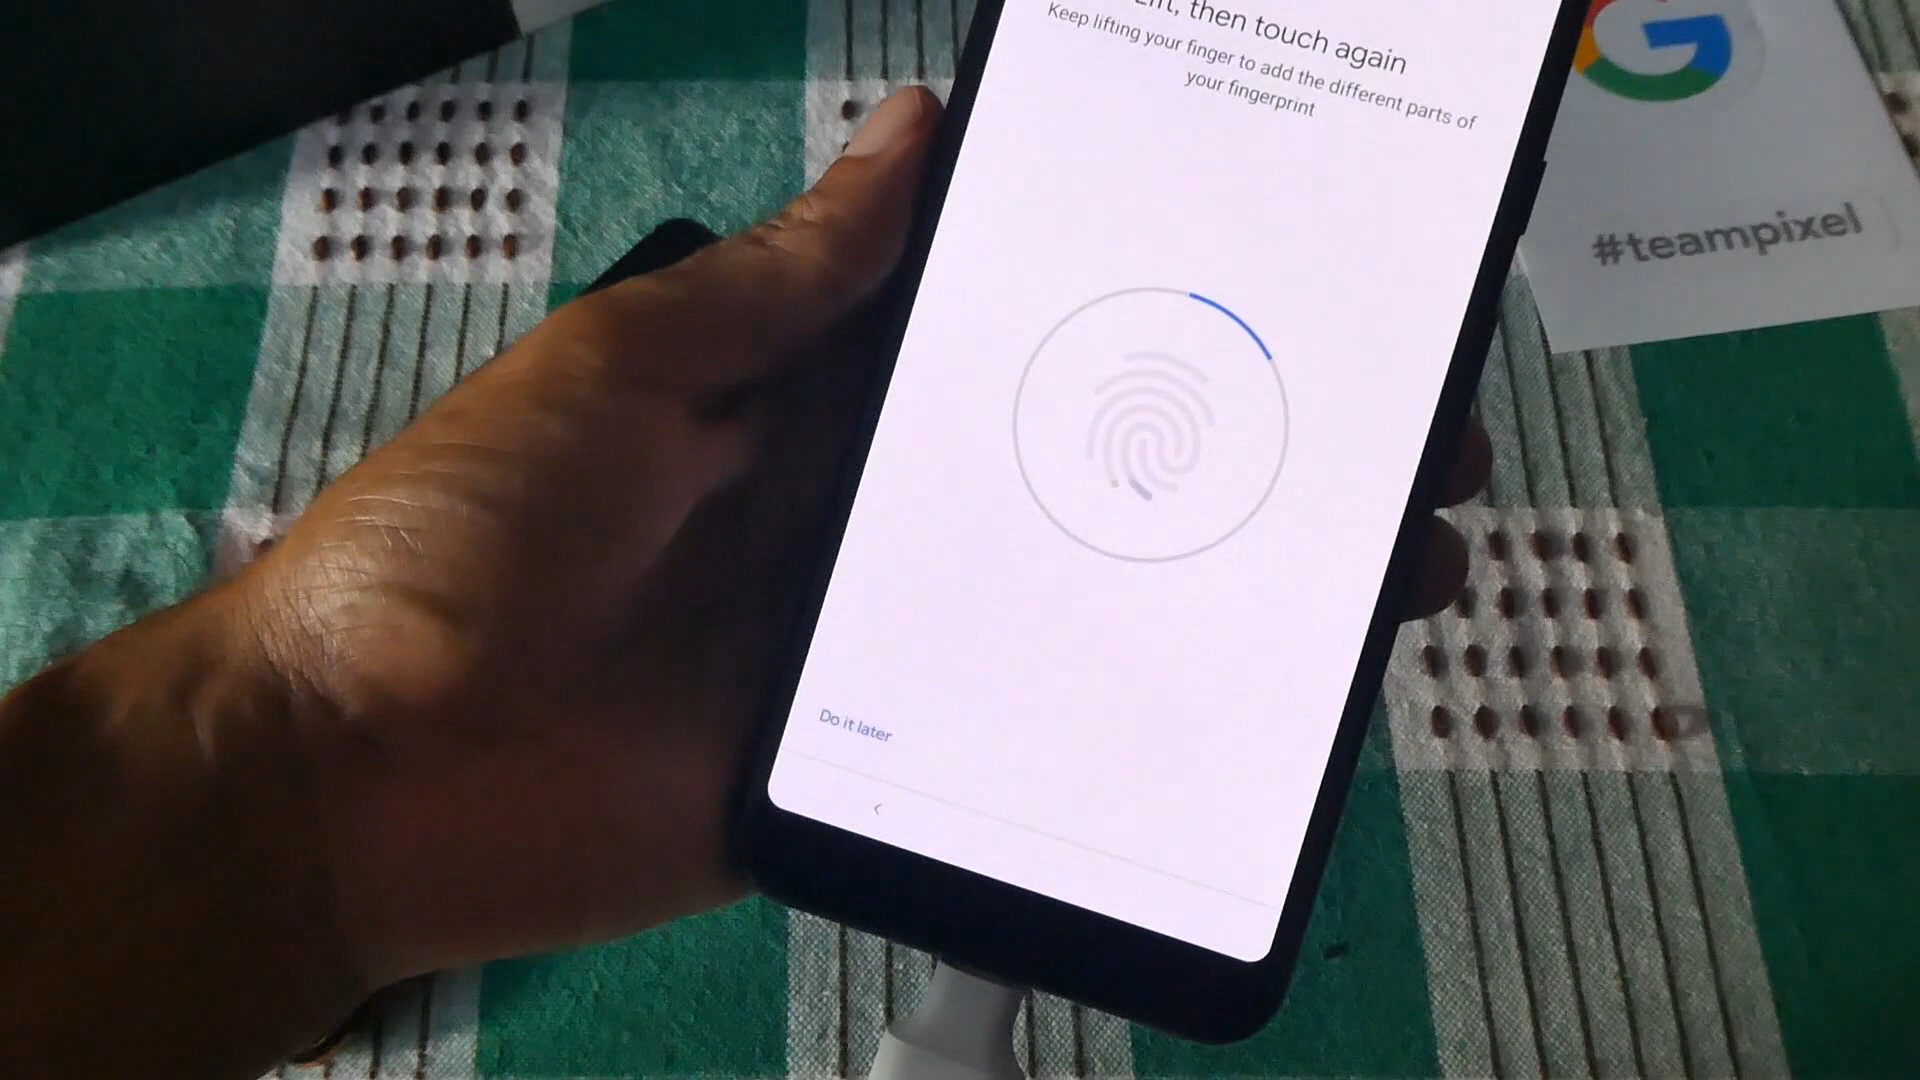 Lift, then touch again
Keep lifting your finger to add the different parts of
your fingerprint
G
#teampixel
Do it later